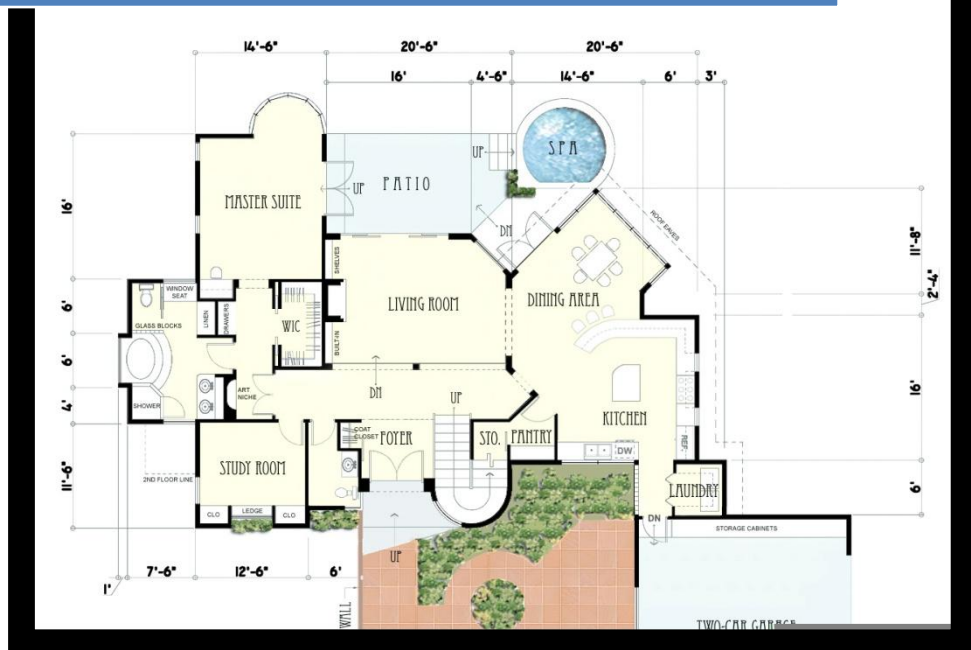 14'-6"
20'-6"
20'-6"
16'
4'-6"
14'-6"
6'
3'
SPA
UP
PATIO
UP
MASTER SUITE
16'
DN
ROOF EAVES
11'-8"
2'-4"
SHELVES
LIVING ROOM
DINING AREA
WINDOW
SEAT
6'
LINEN
DRAWERS
WIC
GLASS BLOCKS
BUILT-IN
6'
16'
DN
ART
NICHE
UP
4'
SHOWER
KITCHEN
COAT
CLOSET
FOYER
STO.
PANTRY
DW
REF.
STUDY ROOM
11'-6"
2ND FLOOR LINE
LAUNDRY
6'
CLO
LEDGE
CLO
DN
STORAGE CABINETS
UP
7'-6"
12'-6"
6'
1'
WALL
TWO-CAR GARAGE